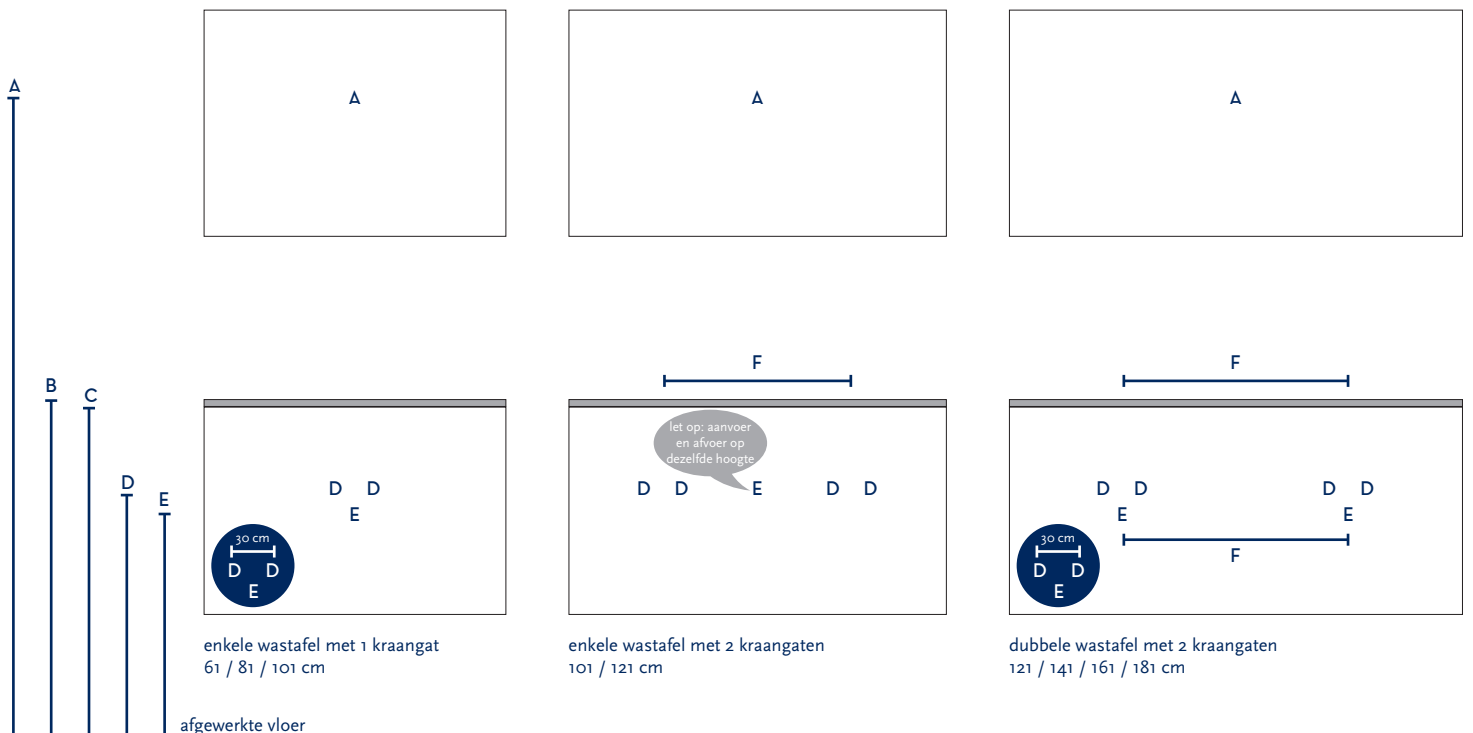 A
A
A
A
B
C
F
F
let op: aanvoer
en afvoer op
dezelfde hoogte
D
E
D D
E
D D E D D
D D D D
E E
F
30 cm
D D
E
30 cm
D D
E
enkele wastafel met 1 kraangat
61 / 81 / 101 cm
enkele wastafel met 2 kraangaten
101 / 121 cm
dubbele wastafel met 2 kraangaten
121 / 141 / 161 / 181 cm
afgewerkte vloer